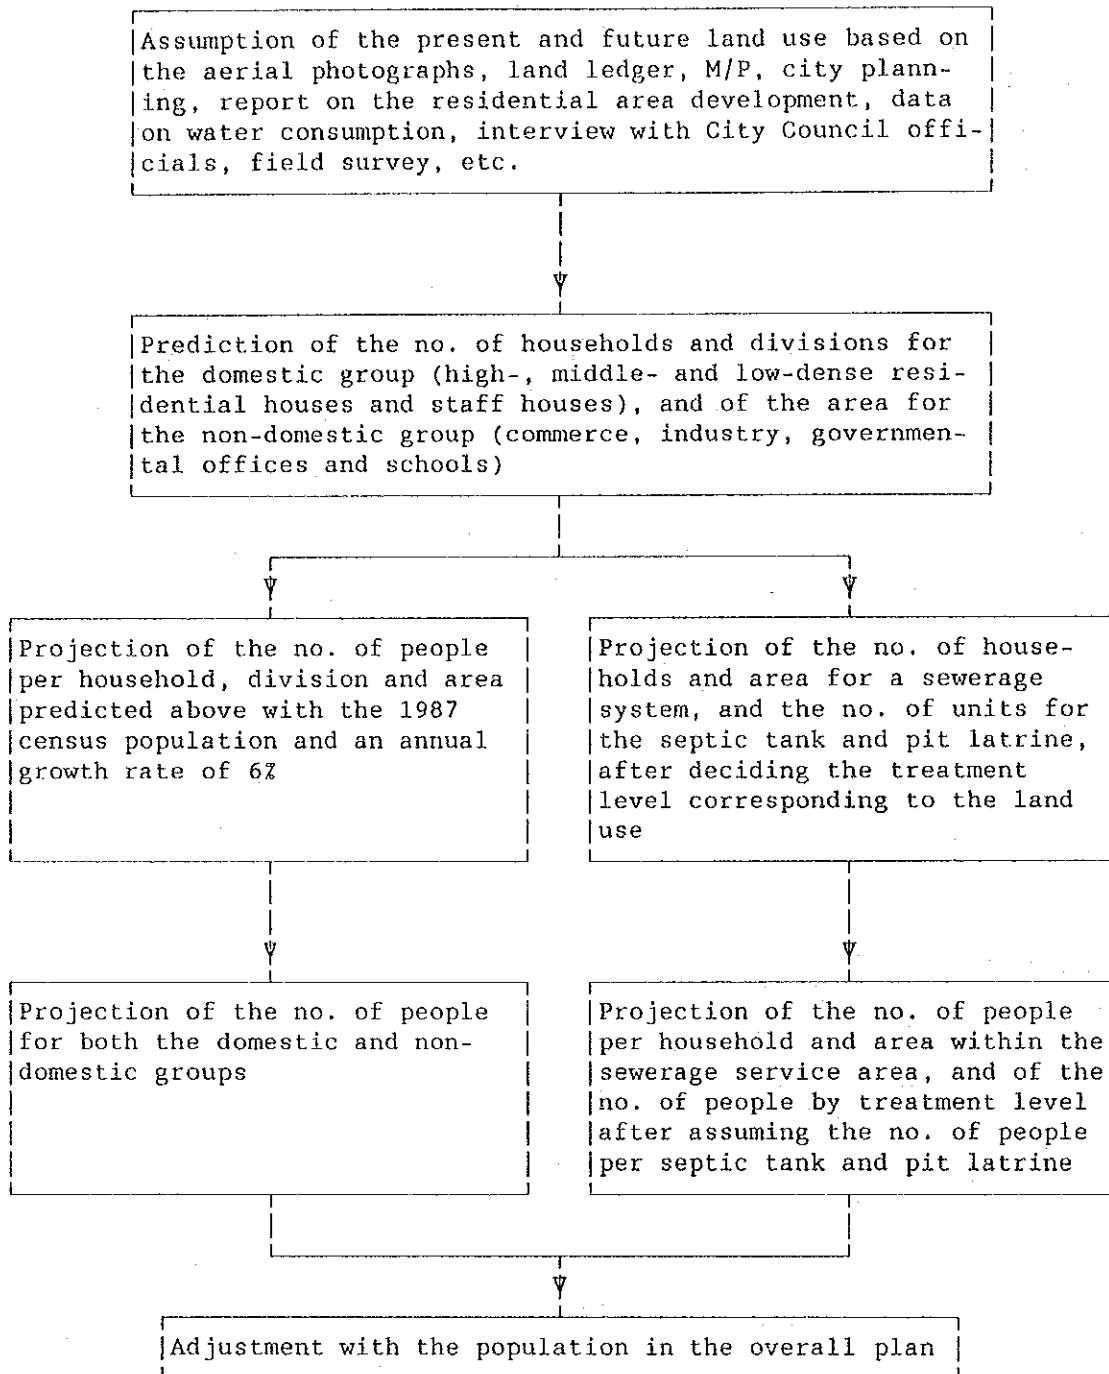 Assumption of the present and future land use based on
the aerial photographs, land ledger, M/P, city plann-
ing, report on the residential area development, data
on water consumption, interview with City Council offi-
cials, field survey, etc.
Prediction of the no. of households and divisions for
the domestic group (high-, middle- and low-dense resi-
dential houses and staff houses), and of the area for
the non-domestic group (commerce, industry, governmen-
tal offices and schools)
Projection of the no. of people
per household, division and area
predicted above with the 1987
census population and an annual
growth rate of 6%
Projection of the no. of house-
holds and area for a sewerage
system, and the no. of units for
the septic tank and pit latrine,
after deciding the treatment
level corresponding to the land
use
Projection of the no. of people
for both the domestic and non-
domestic groups
Projection of the no. of people
per household and area within the
sewerage service area, and of the
no. of people by treatment level
after assuming the no. of people
per septic tank and pit latrine
Adjustment with the population in the overall plan